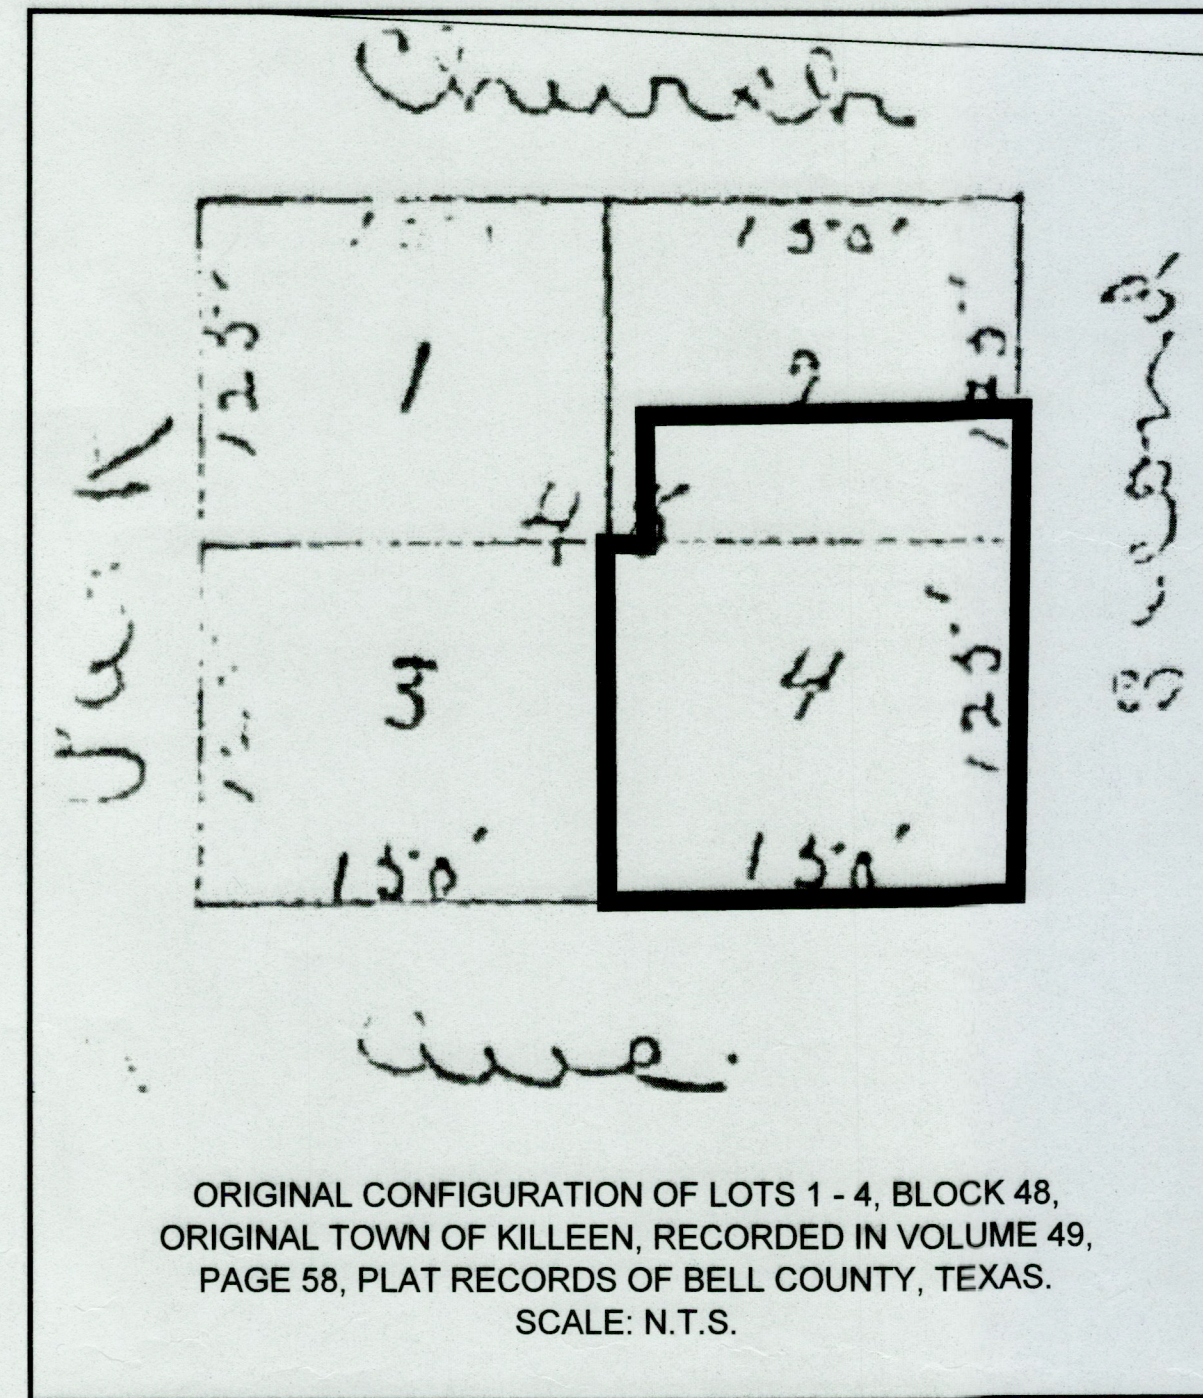 Church
150'
125'
125'
1
2
4
3
4
125'
150'
150'
Ave.
ORIGINAL CONFIGURATION OF LOTS 1 - 4, BLOCK 48,
ORIGINAL TOWN OF KILLEEN, RECORDED IN VOLUME 49,
PAGE 58, PLAT RECORDS OF BELL COUNTY, TEXAS.
SCALE: N.T.S.